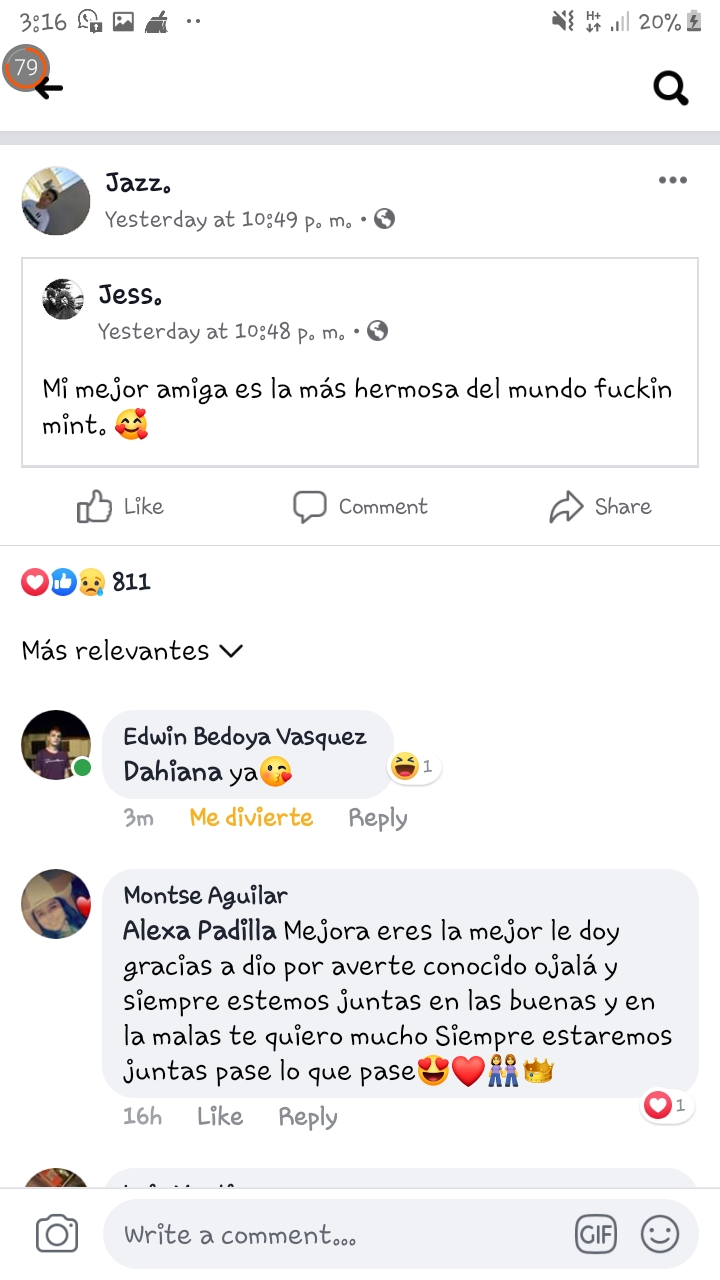 3:16 H+ 20%
79
Jazz.
Yesterday at 10:49 p. m. •
Jess.
Yesterday at 10:48 p. m. •
Mi mejor amiga es la más hermosa del mundo fuckin
mint. 🥰
Like Comment Share
811
Más relevantes
Edwin Bedoya Vasquez
Dahiana ya😘
1
3m Me divierte Reply
Montse Aguilar
Alexa Padilla Mejora eres la mejor le doy
gracias a dio por averte conocido ojalá y
siempre estemos juntas en las buenas y en
la malas te quiero mucho Siempre estaremos
juntas pase lo que pase😍❤️👭👑
1
16h Like Reply
Write a comment... GIF